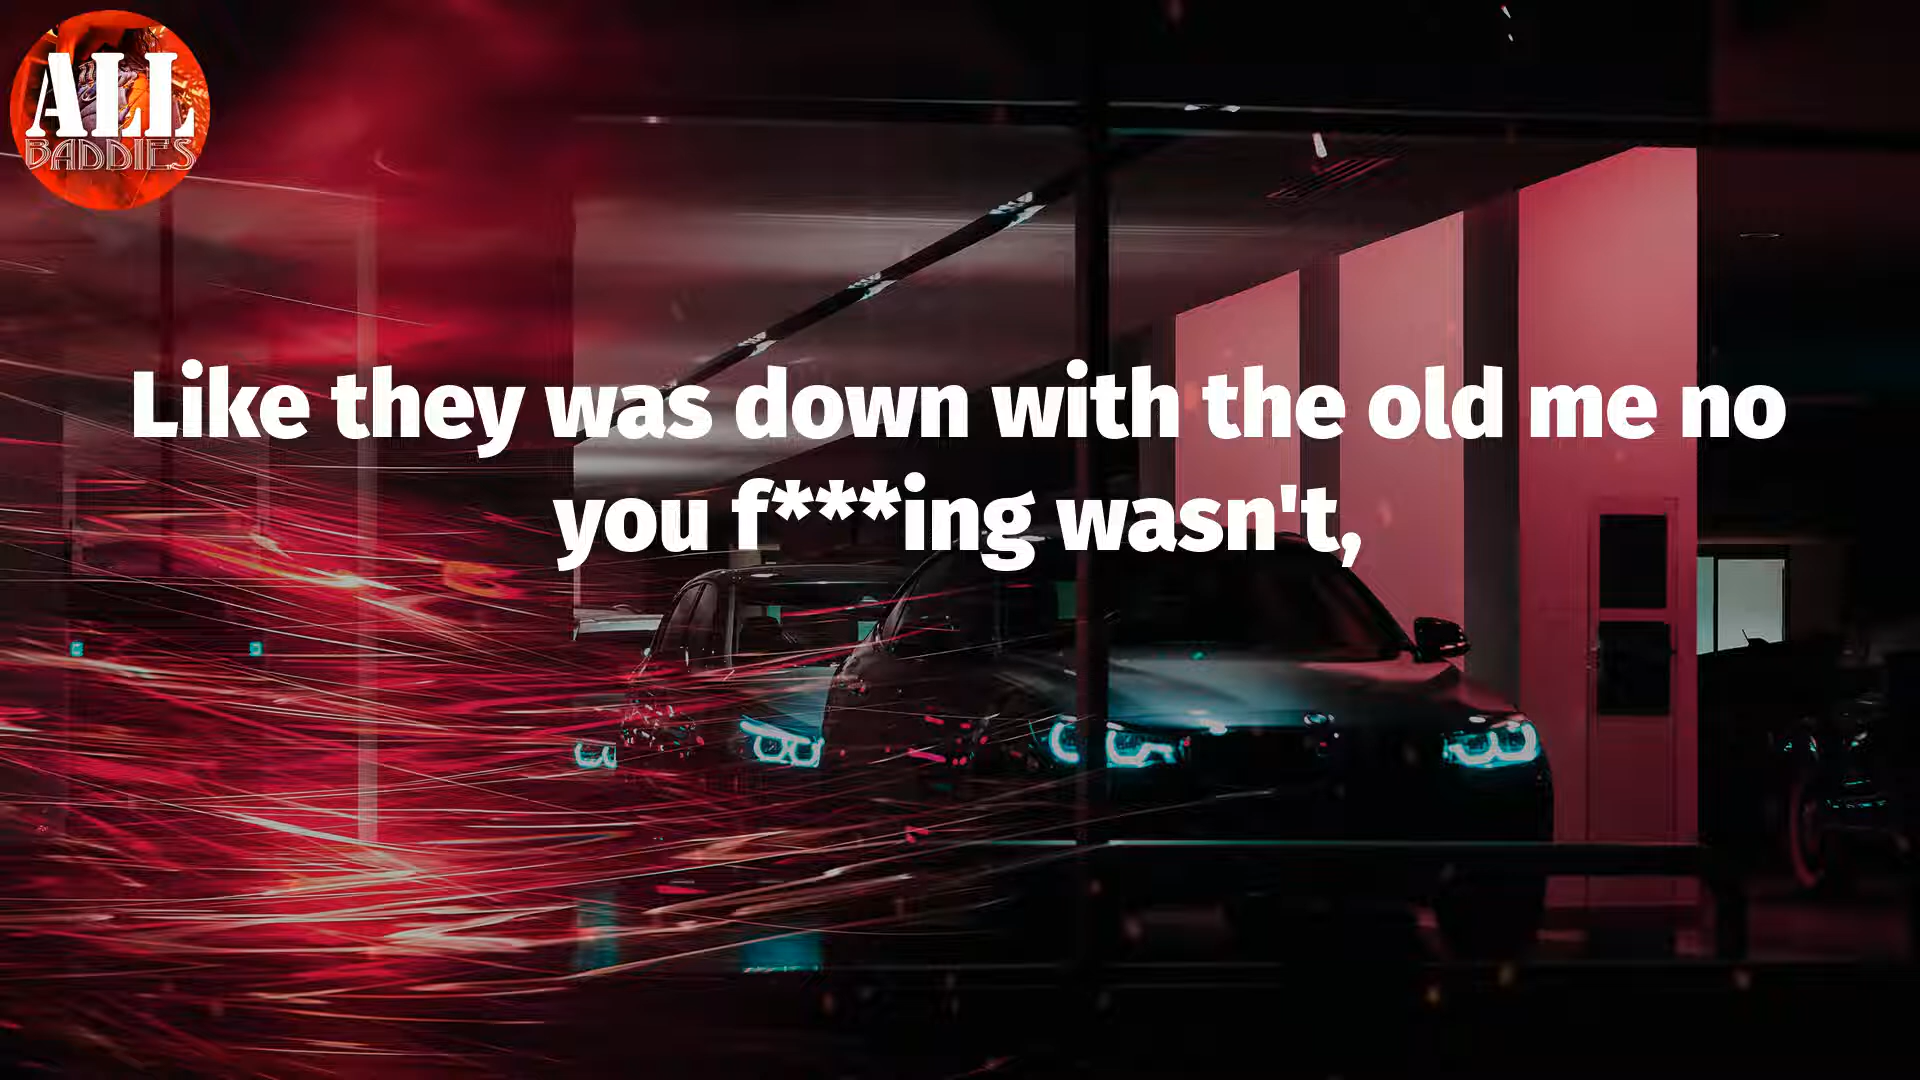 ALL
BADDIES
Like they was down with the old me no
you f***ing wasn't,